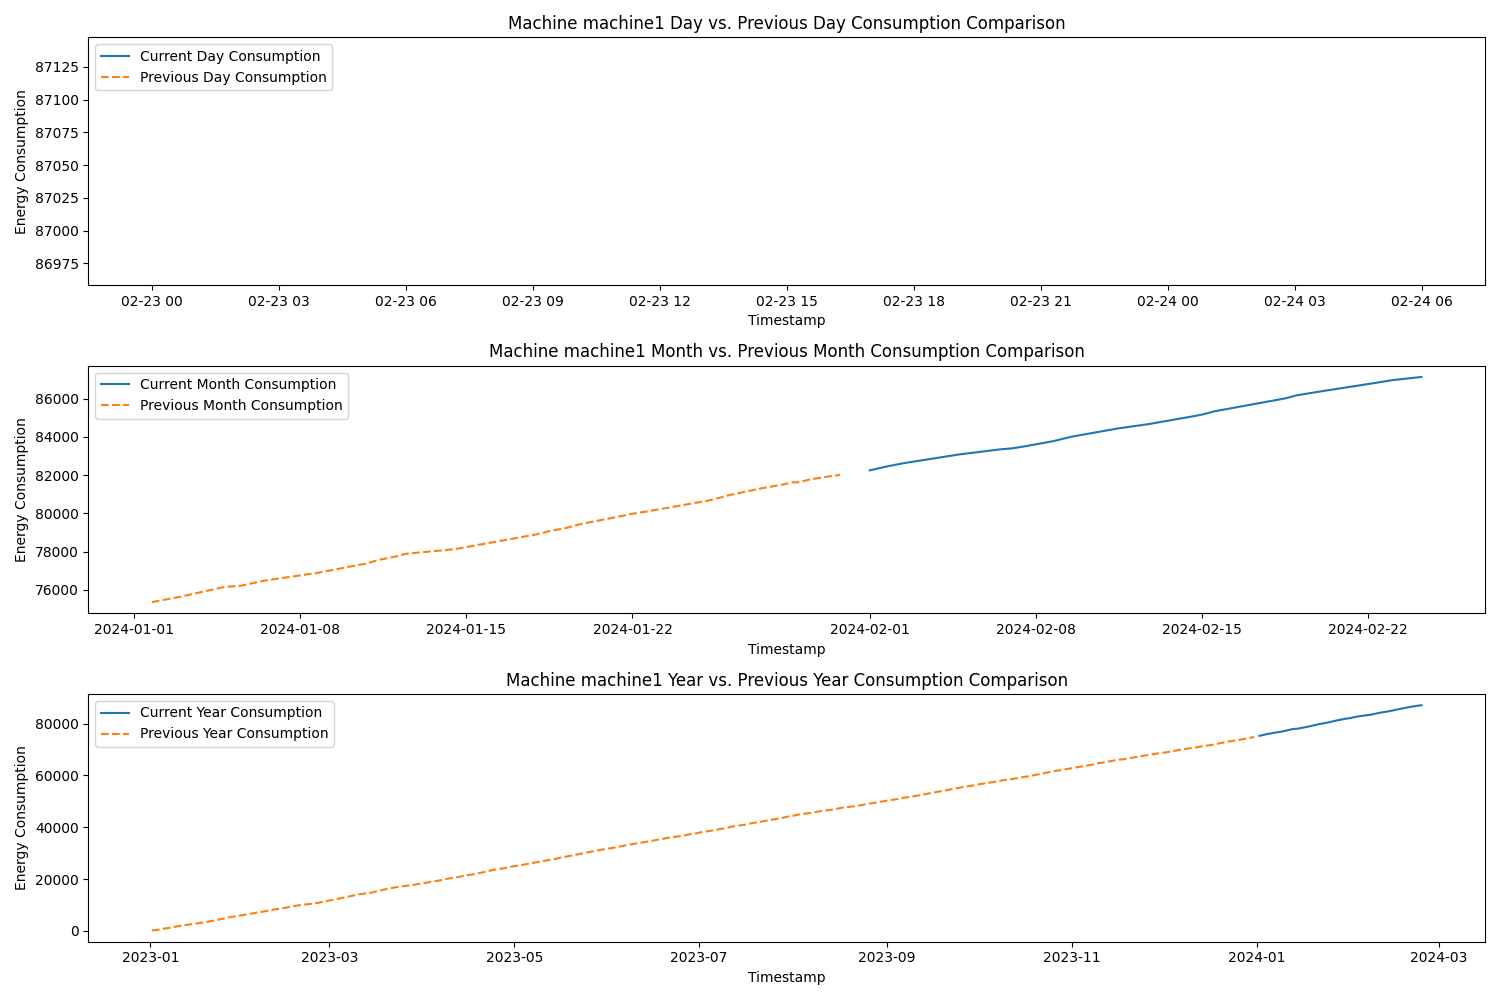 Machine machine1 Day vs. Previous Day Consumption Comparison
Current Day Consumption
Previous Day Consumption
Energy Consumption
87125
87100
87075
87050
87025
87000
86975
02-23 00 02-23 03 02-23 06 02-23 09 02-23 12 02-23 15 02-23 18 02-23 21 02-24 00 02-24 03 02-24 06
Timestamp
Machine machine1 Month vs. Previous Month Consumption Comparison
Current Month Consumption
Previous Month Consumption
Energy Consumption
86000
84000
82000
80000
78000
76000
2024-01-01 2024-01-08 2024-01-15 2024-01-22 2024-02-01 2024-02-08 2024-02-15 2024-02-22
Timestamp
Machine machine1 Year vs. Previous Year Consumption Comparison
Current Year Consumption
Previous Year Consumption
Energy Consumption
80000
60000
40000
20000
0
2023-01 2023-03 2023-05 2023-07 2023-09 2023-11 2024-01 2024-03
Timestamp